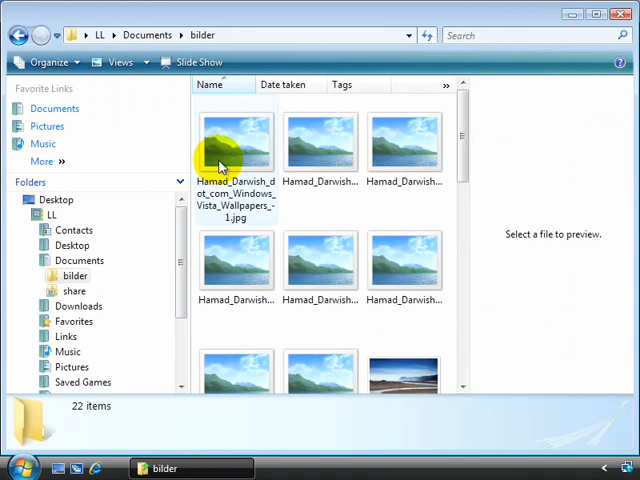 LL ▸ Documents ▸ bilder
Search
Organize Views Slide Show
Favorite Links
Documents
Pictures
Music
More »
Folders
Desktop
LL
Contacts
Desktop
Documents
bilder
share
Downloads
Favorites
Links
Music
Pictures
Saved Games
Name Date taken Tags »
Hamad_Darwish_d
ot_com_Windows_
Vista_Wallpapers_-
1.jpg
Hamad_Darwish...
Hamad_Darwish...
Hamad_Darwish...
Hamad_Darwish...
Hamad_Darwish...
Select a file to preview.
22 items
bilder